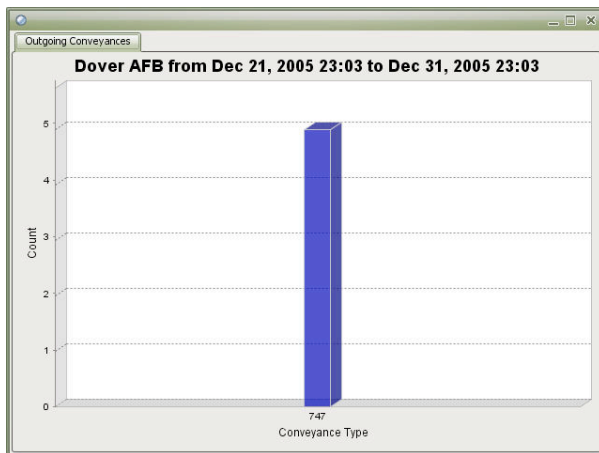 Outgoing Conveyances
Dover AFB from Dec 21, 2005 23:03 to Dec 31, 2005 23:03
5
4
3
2
1
0
Count
747
Conveyance Type